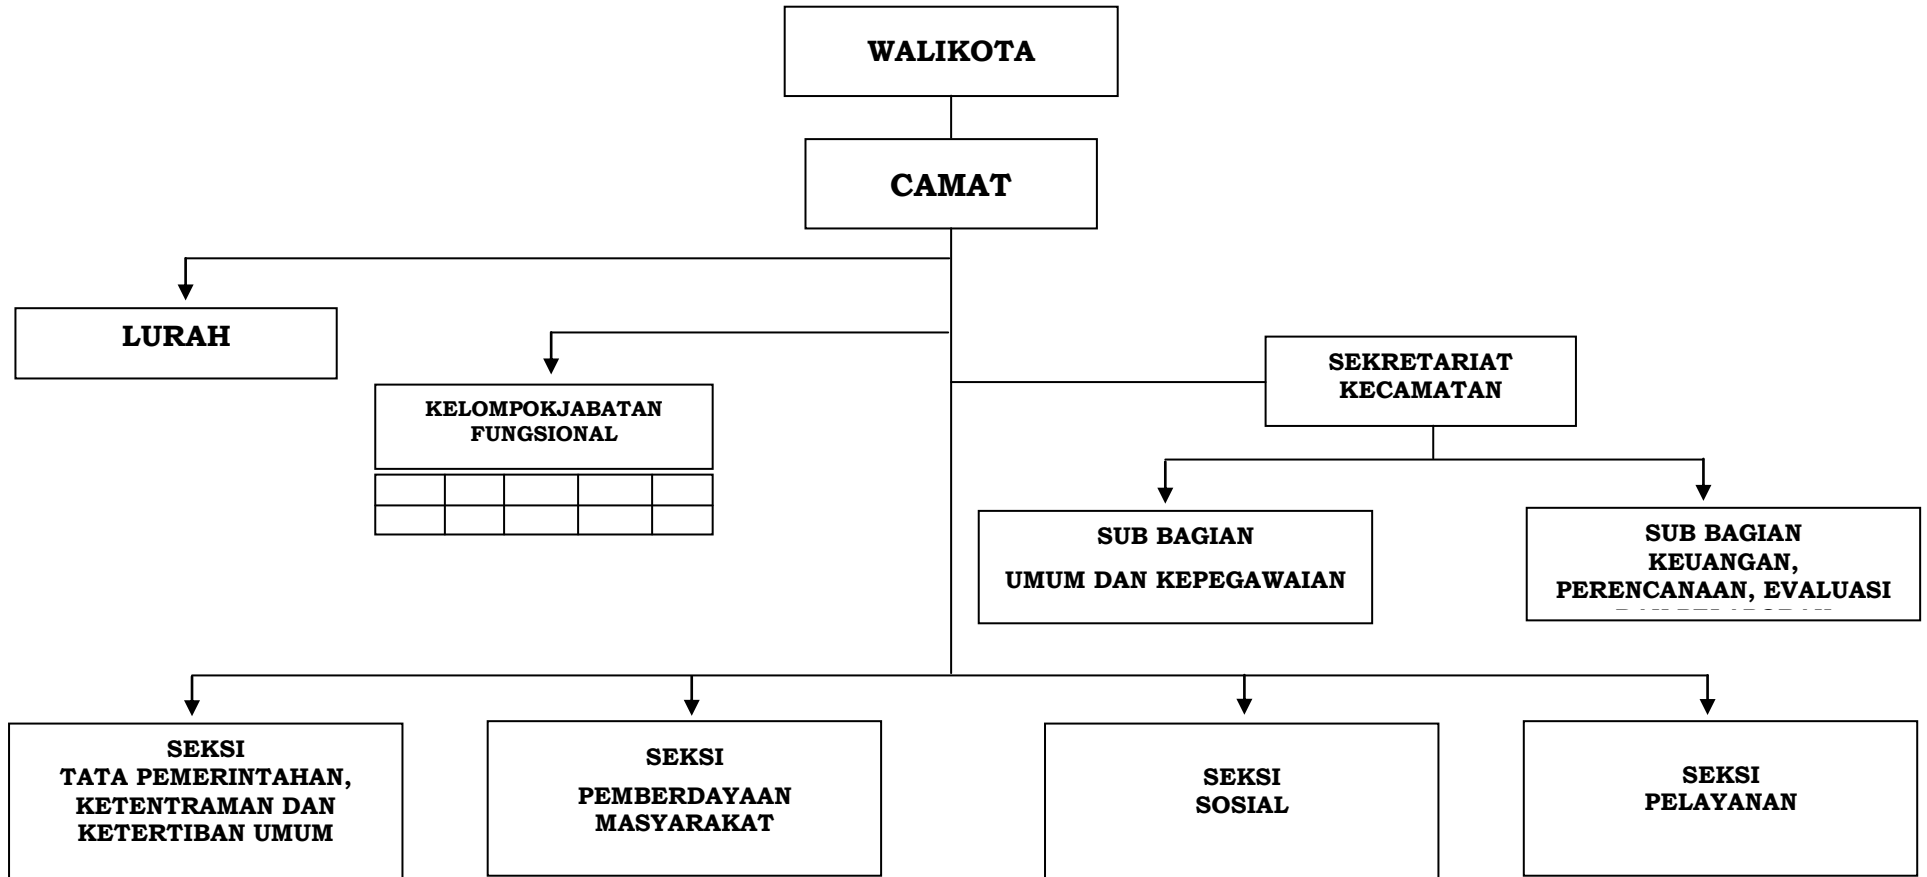 WALIKOTA
CAMAT
LURAH
KELOMPOKJABATAN
FUNGSIONAL
SEKRETARIAT
KECAMATAN
SUB BAGIAN
UMUM DAN KEPEGAWAIAN
SUB BAGIAN
KEUANGAN,
PERENCANAAN, EVALUASI
SEKSI
TATA PEMERINTAHAN,
KETENTRAMAN DAN
KETERTIBAN UMUM
SEKSI
PEMBERDAYAAN
MASYARAKAT
SEKSI
SOSIAL
SEKSI
PELAYANAN